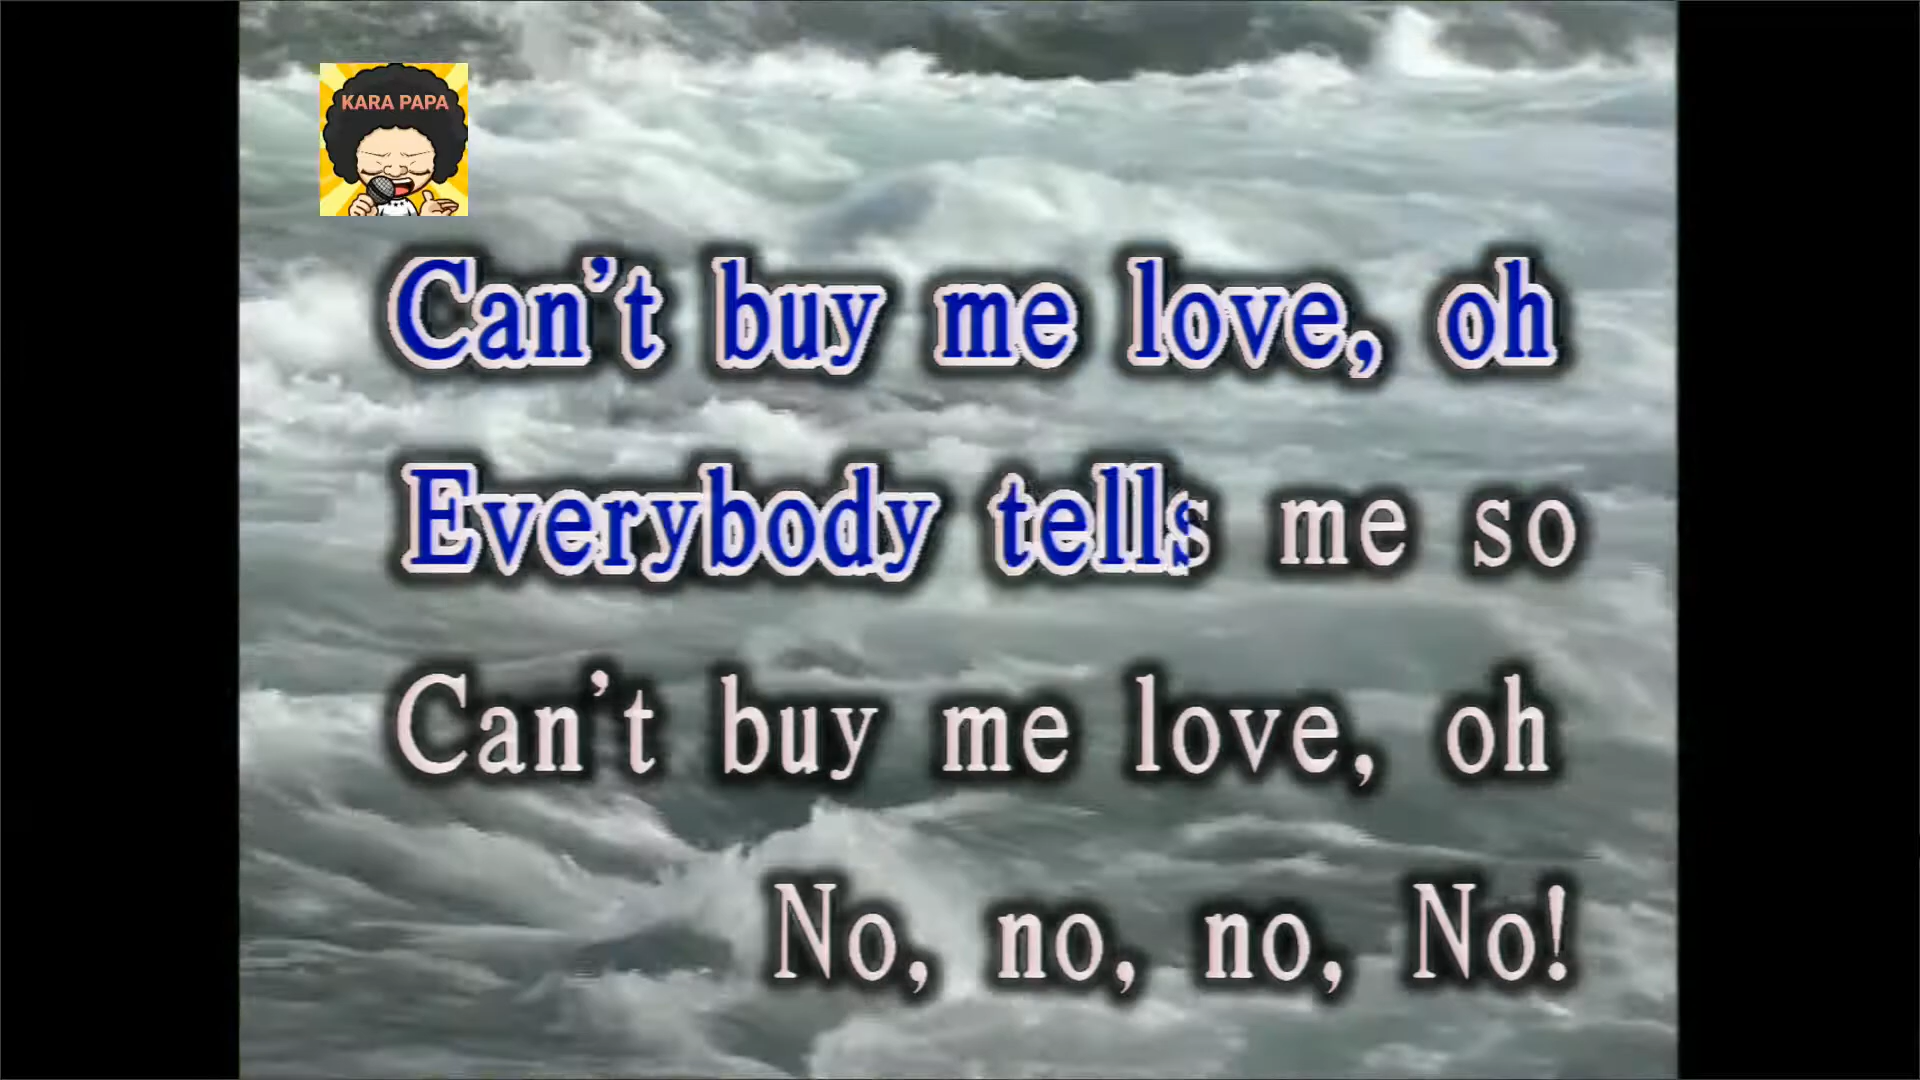 KARA PAPA
Can't buy me love, oh
Everybody tells me so
Can't buy me love, oh
No, no, no, No!